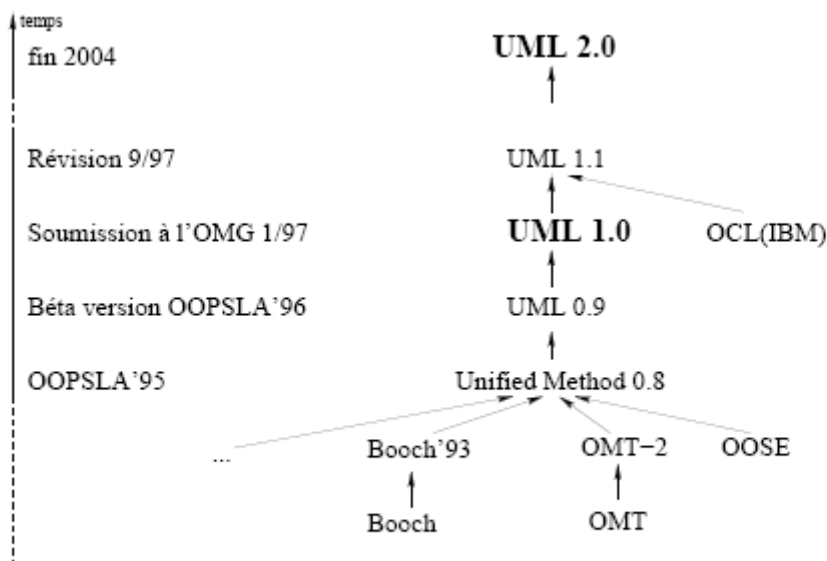 temps
fin 2004 UML 2.0
Révision 9/97 UML 1.1
Soumission à l'OMG 1/97 UML 1.0 OCL(IBM)
Béta version OOPSLA'96 UML 0.9
OOPSLA'95 Unified Method 0.8
... Booch'93 OMT−2 OOSE
Booch OMT